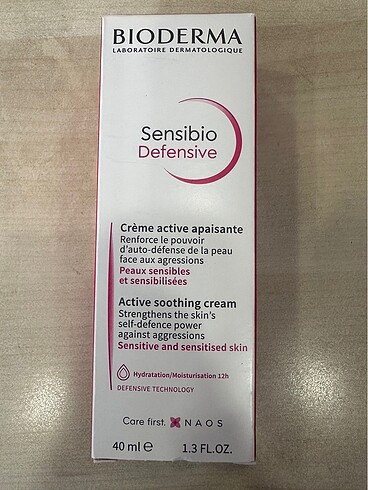 BIODERMA
LABORATOIRE DERMATOLOGIQUE
Sensibio
Defensive
Crème active apaisante
Renforce le pouvoir
d'auto-défense de la peau
face aux agressions
Peaux sensibles
et sensibilisées
Active soothing cream
Strengthens the skin's
self-defence power
against aggressions
Sensitive and sensitised skin
Hydratation/Moisturisation 12h
DEFENSIVE TECHNOLOGY
Care first. NAOS
40 ml ℮ 1.3 FL.OZ.